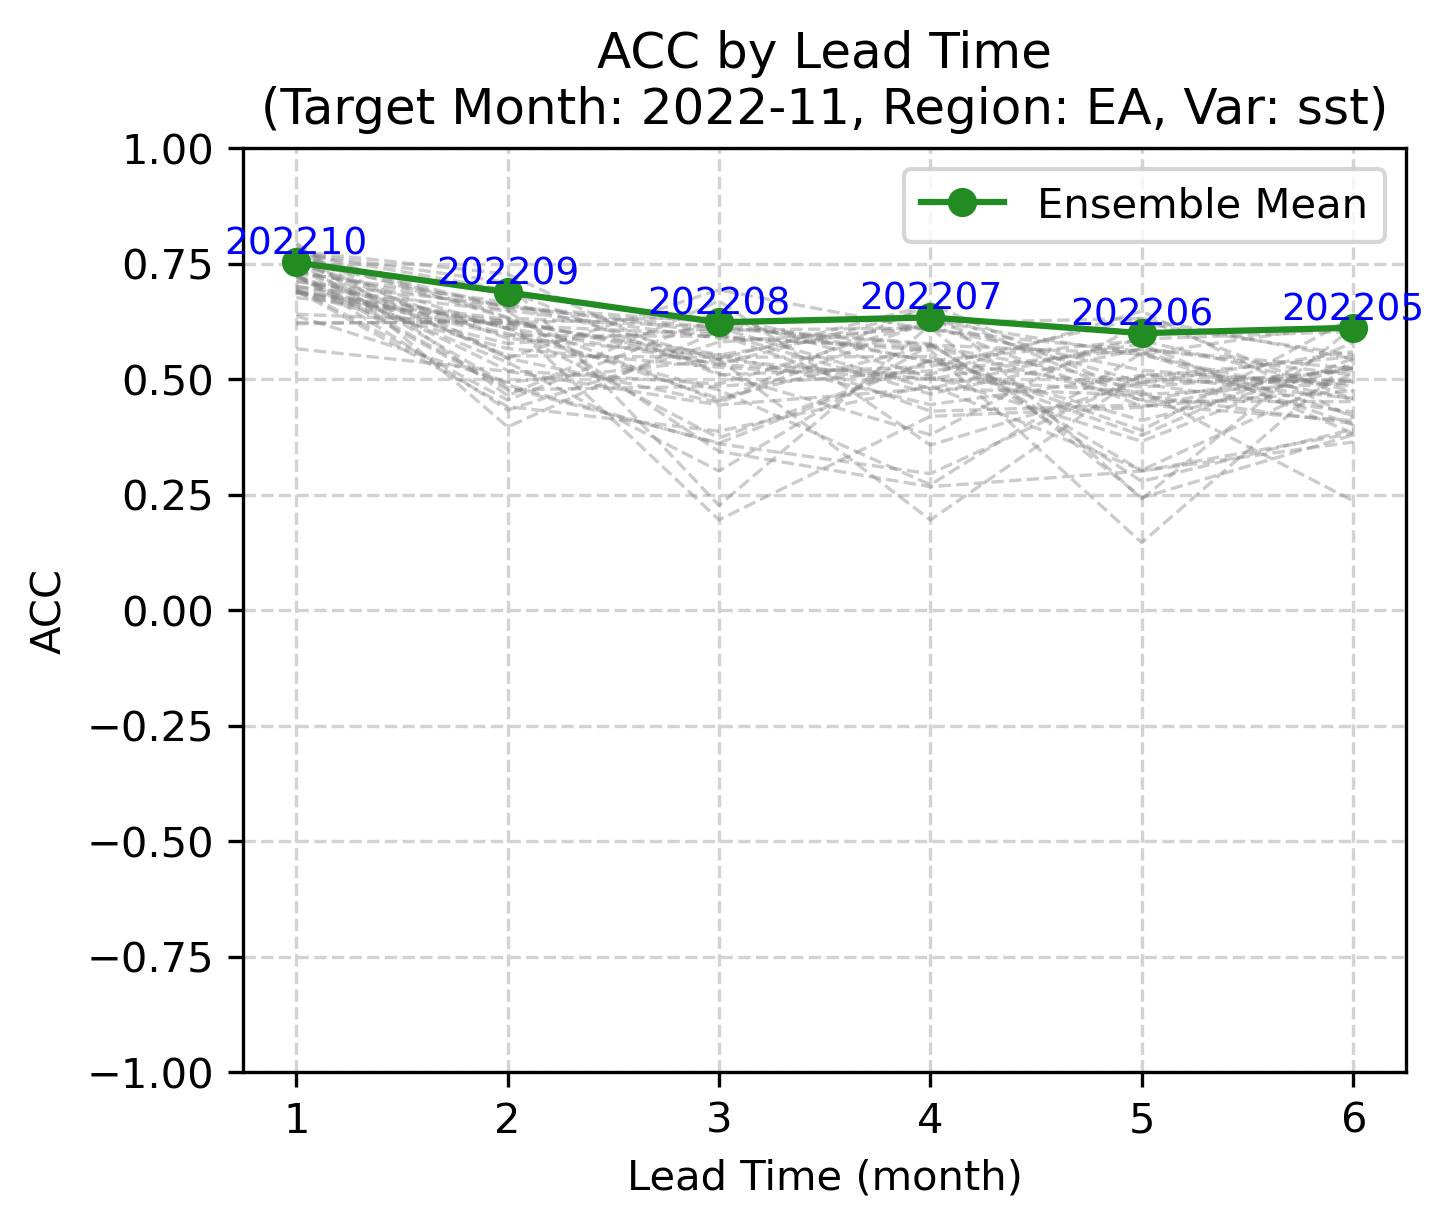 ACC by Lead Time
(Target Month: 2022-11, Region: EA, Var: sst)
Ensemble Mean
ACC
1.00
0.75
0.50
0.25
0.00
−0.25
−0.50
−0.75
−1.00
202210
202209
202208
202207
202206
202205
1 2 3 4 5 6
Lead Time (month)